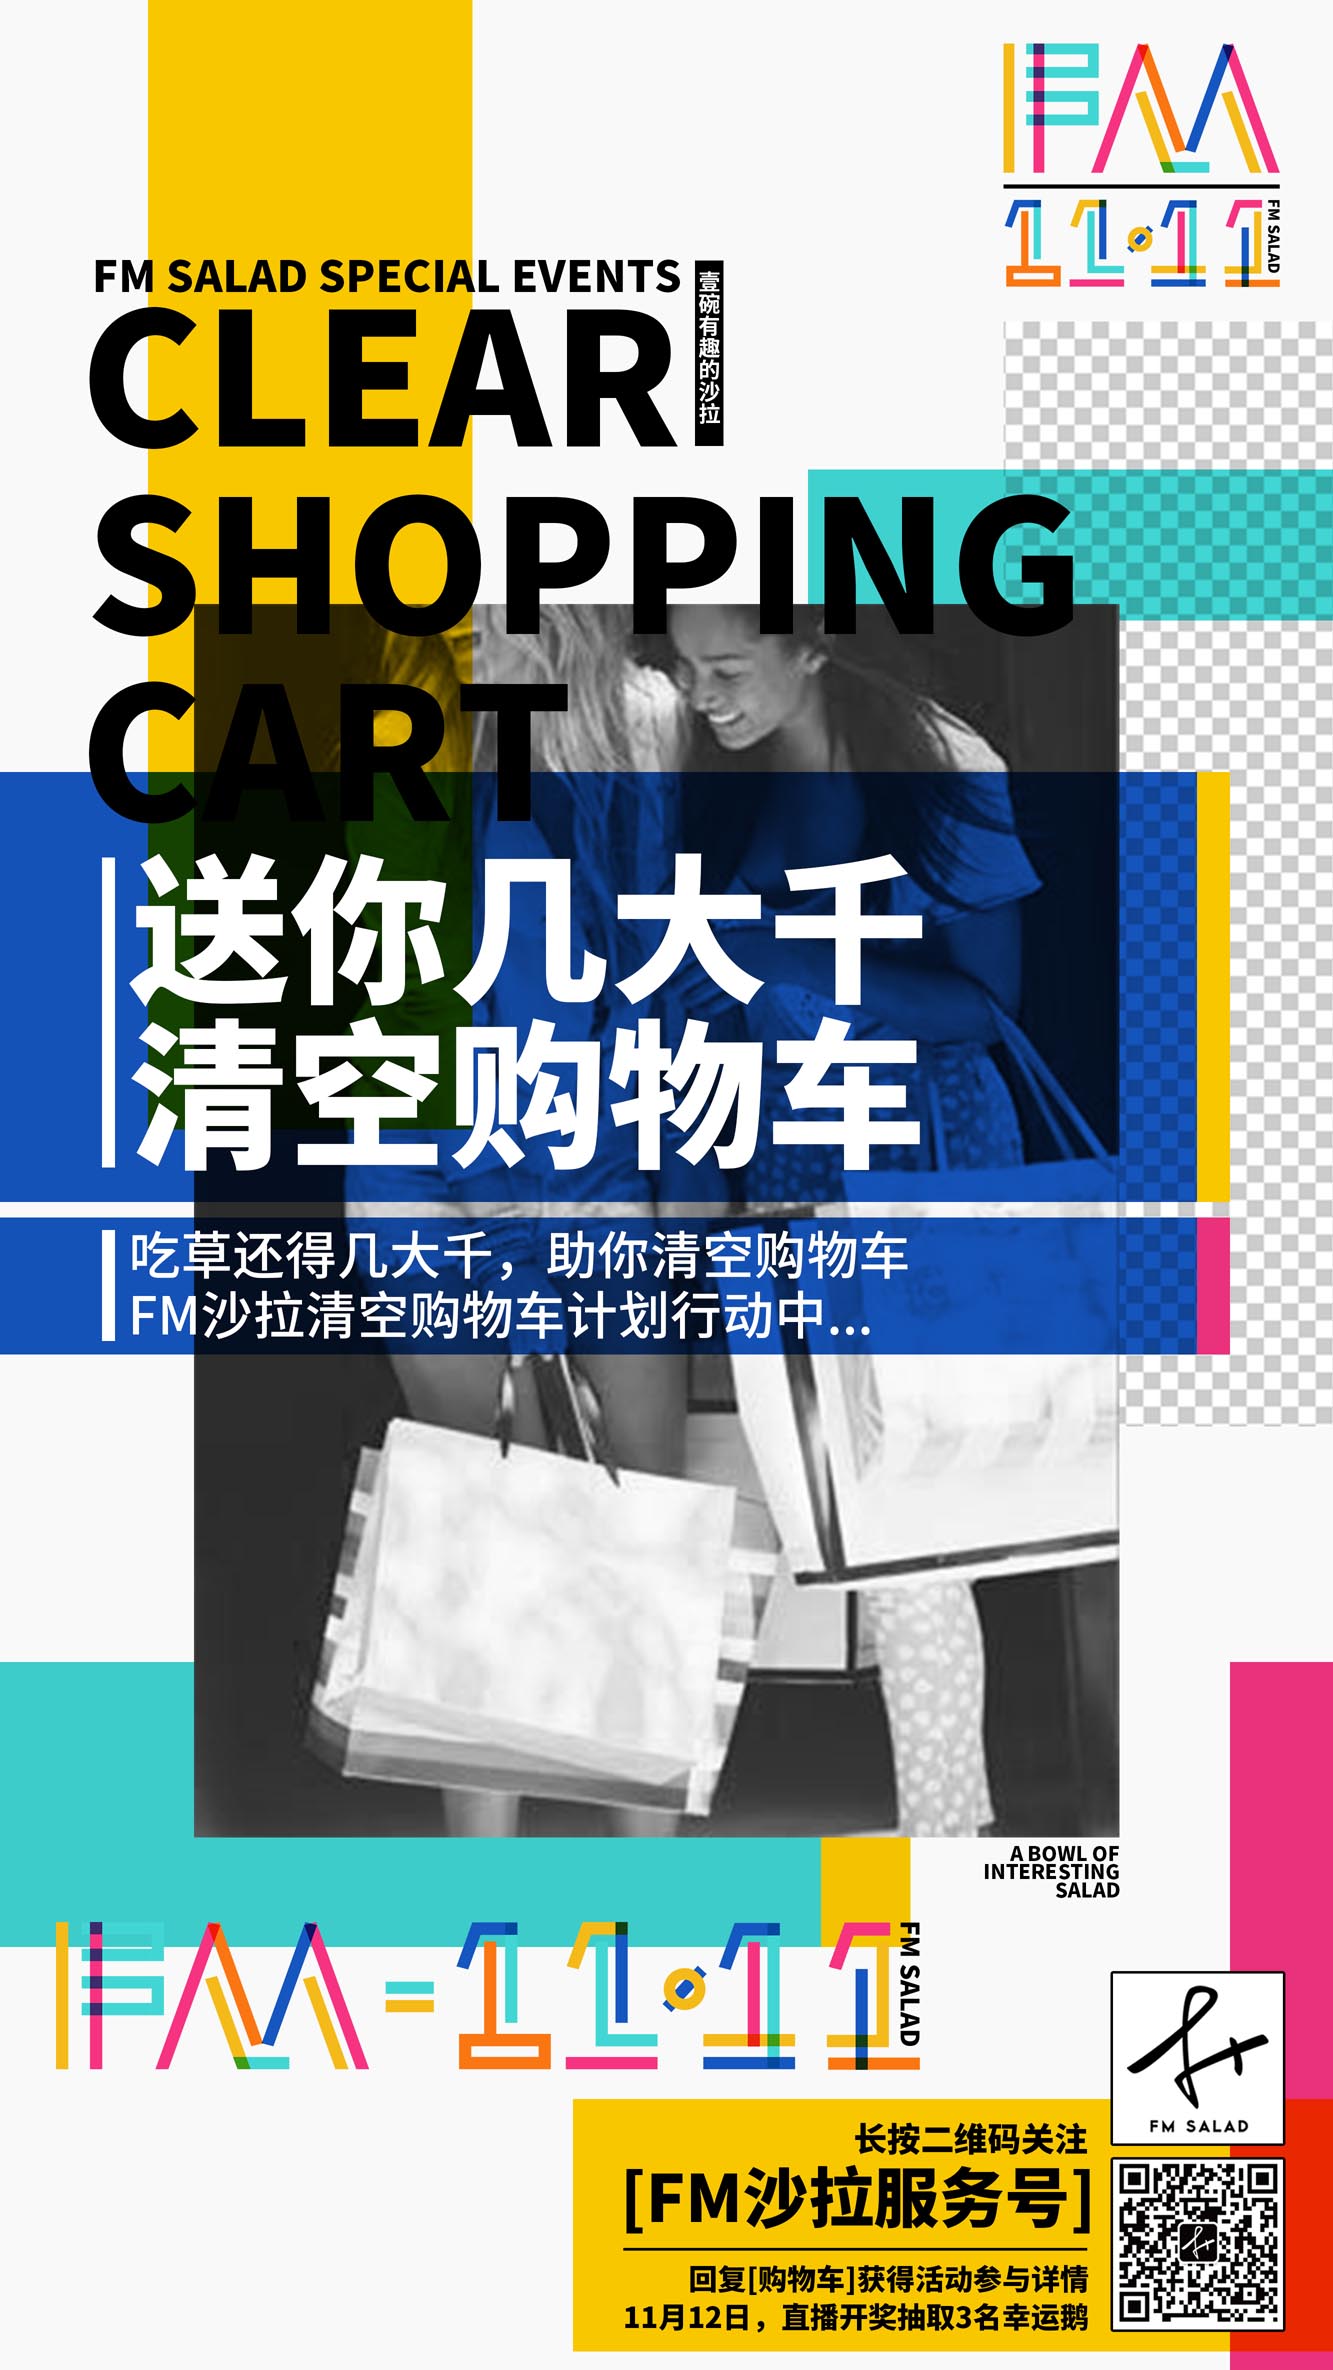 FM
11·11
FM SALAD
FM SALAD SPECIAL EVENTS
CLEAR
壹碗有趣的沙拉
SHOPPING
CART
送你几大千
清空购物车
吃草还得几大千，助你清空购物车
FM沙拉清空购物车计划行动中...
A BOWL OF
INTERESTING
SALAD
FM=11·11
FM SALAD
FM SALAD
长按二维码关注
[FM沙拉服务号]
回复[购物车]获得活动参与详情
11月12日，直播开奖抽取3名幸运鹅